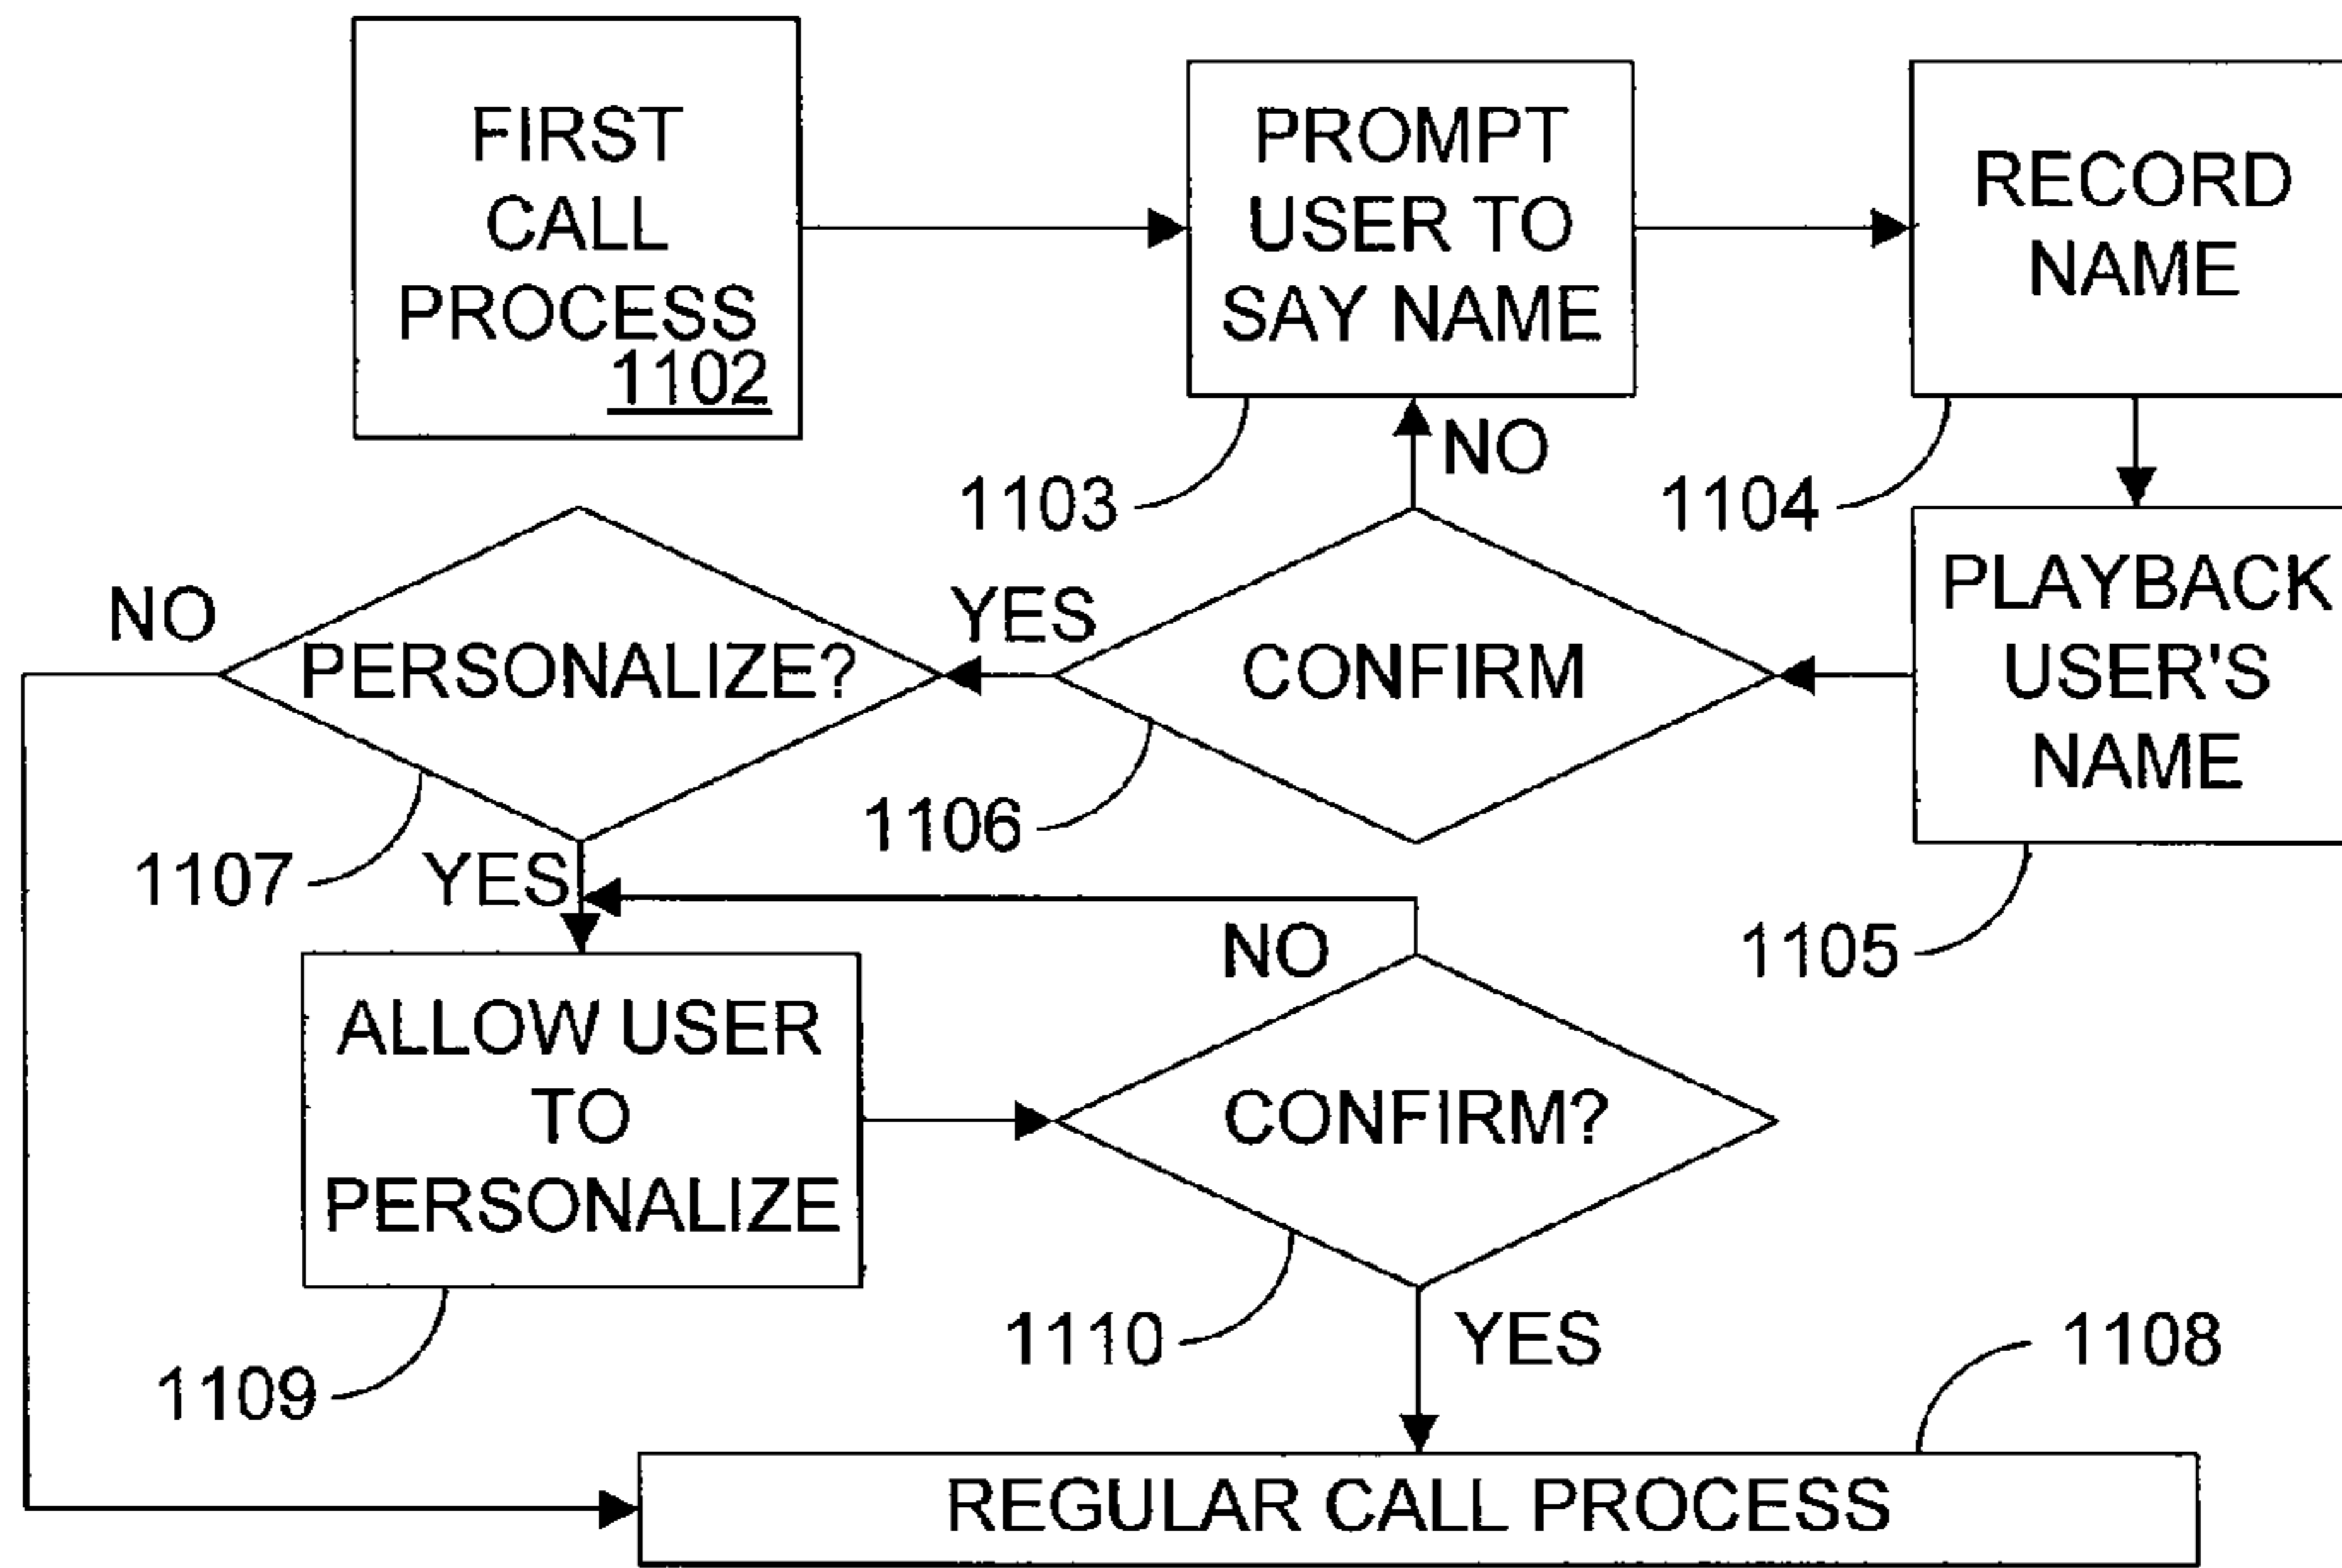 FIRST
CALL
PROCESS
1102
PROMPT
USER TO
SAY NAME
RECORD
NAME
1103
NO
1104
PLAYBACK
USER'S
NAME
NO
PERSONALIZE?
YES
CONFIRM
1107
YES
1106
1105
NO
ALLOW USER
TO
PERSONALIZE
CONFIRM?
1109
1110
YES
1108
REGULAR CALL PROCESS